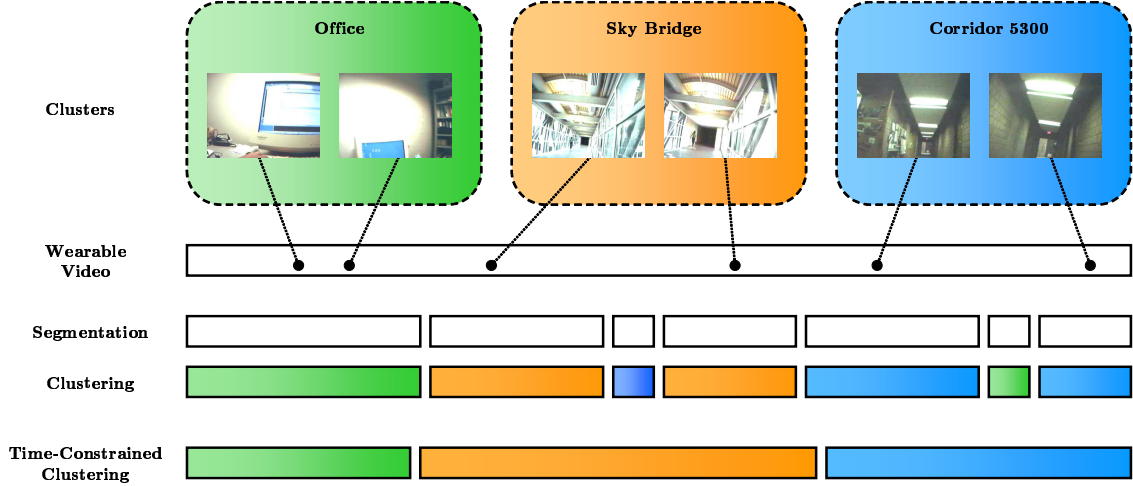 Office
Sky Bridge
Corridor 5300
Clusters
Wearable
Video
Segmentation
Clustering
Time-Constrained
Clustering